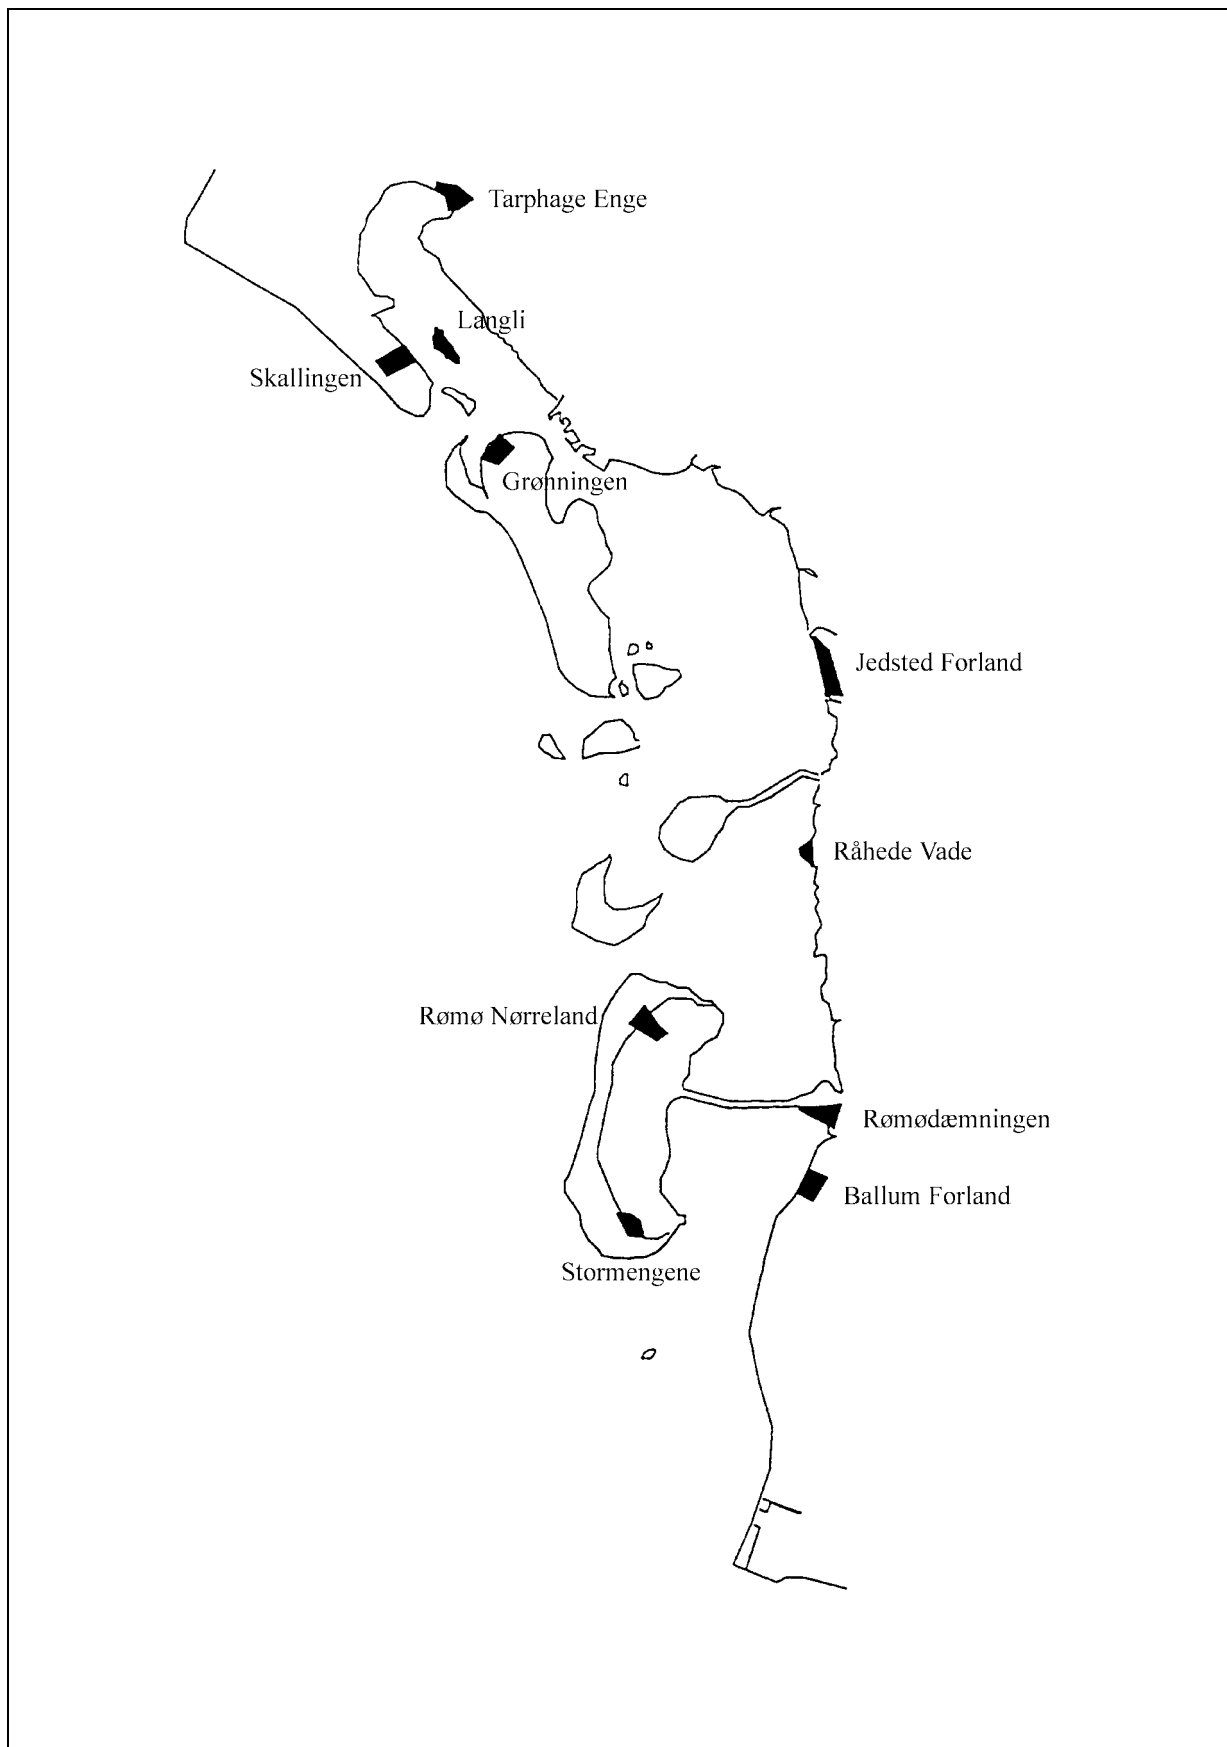 Tarphage Enge
Langli
Skallingen
Grønningen
Jedsted Forland
Råhede Vade
Rømø Nørreland
Rømødæmningen
Ballum Forland
Stormengene